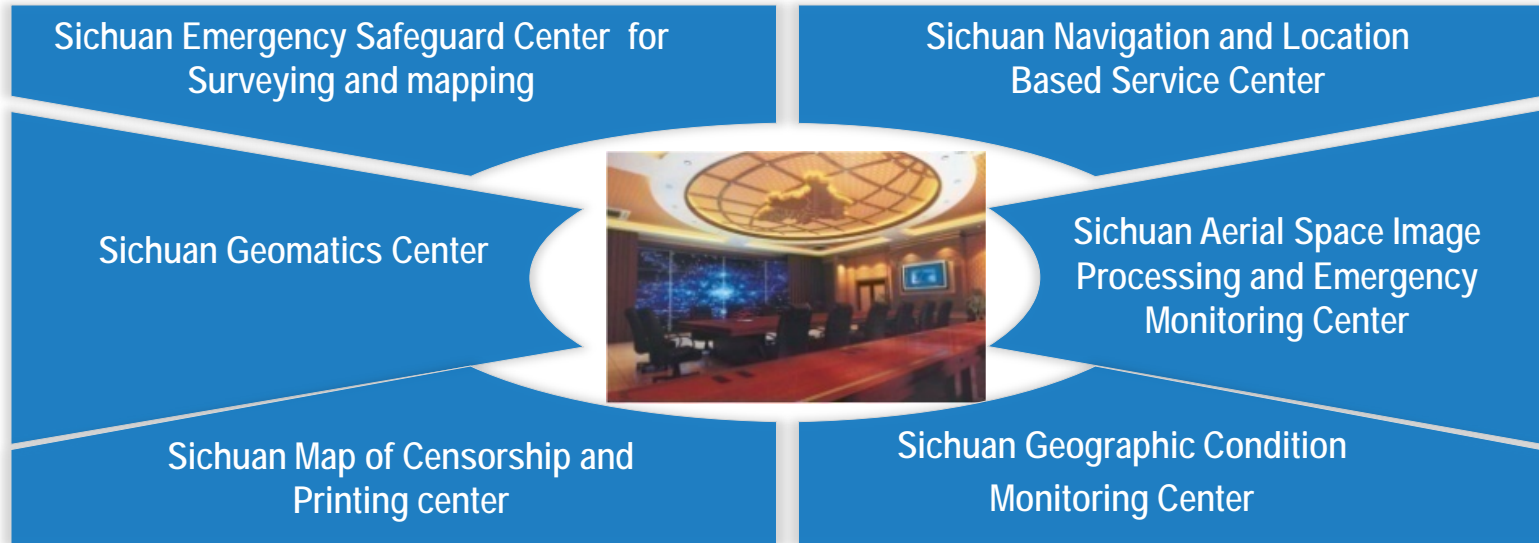 Sichuan Emergency Safeguard Center for
Surveying and mapping
Sichuan Navigation and Location
Based Service Center
Sichuan Geomatics Center
Sichuan Aerial Space Image
Processing and Emergency
Monitoring Center
Sichuan Map of Censorship and
Printing center
Sichuan Geographic Condition
Monitoring Center